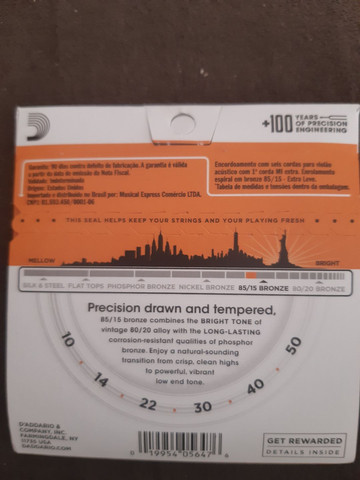 +100 YEARS OF PRECISION ENGINEERING
Garantia: 90 dias contra defeito de fabricação. A garantia é válida
a partir da data de emissão da Nota Fiscal.
Validade: Indeterminada.
Origem: Estados Unidos
Importado e distribuído no Brasil por: Musical Express Comércio LTDA.
Encordoamento com seis cordas para violão
acústico com 1ª corda MI extra. Enrolamento
espiral em bronze 85/15 - Extra Leve.
Tabela de medidas e tensões dentro da embalagem.
THIS SEAL HELPS KEEP YOUR STRINGS AND YOUR PLAYING FRESH
MELLOW
BRIGHT
SILK & STEEL
FLAT TOPS
PHOSPHOR BRONZE
NICKEL BRONZE
85/15 BRONZE
80/20 BRONZE
Precision drawn and tempered,
85/15 bronze combines the BRIGHT TONE of
vintage 80/20 alloy with the LONG-LASTING
corrosion-resistant qualities of phosphor
bronze. Enjoy a natural-sounding
transition from crisp, clean highs
to powerful, vibrant
low end tone.
10
14
22
30
40
50
D'ADDARIO &
COMPANY, INC.
FARMINGDALE, NY
11735 USA
DADDARIO.COM
19954 05647
GET REWARDED
DETAILS INSIDE